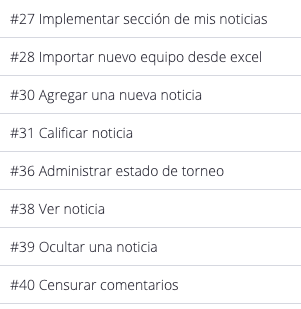 #27 Implementar sección de mis noticias
#28 Importar nuevo equipo desde excel
#30 Agregar una nueva noticia
#31 Calificar noticia
#36 Administrar estado de torneo
#38 Ver noticia
#39 Ocultar una noticia
#40 Censurar comentarios